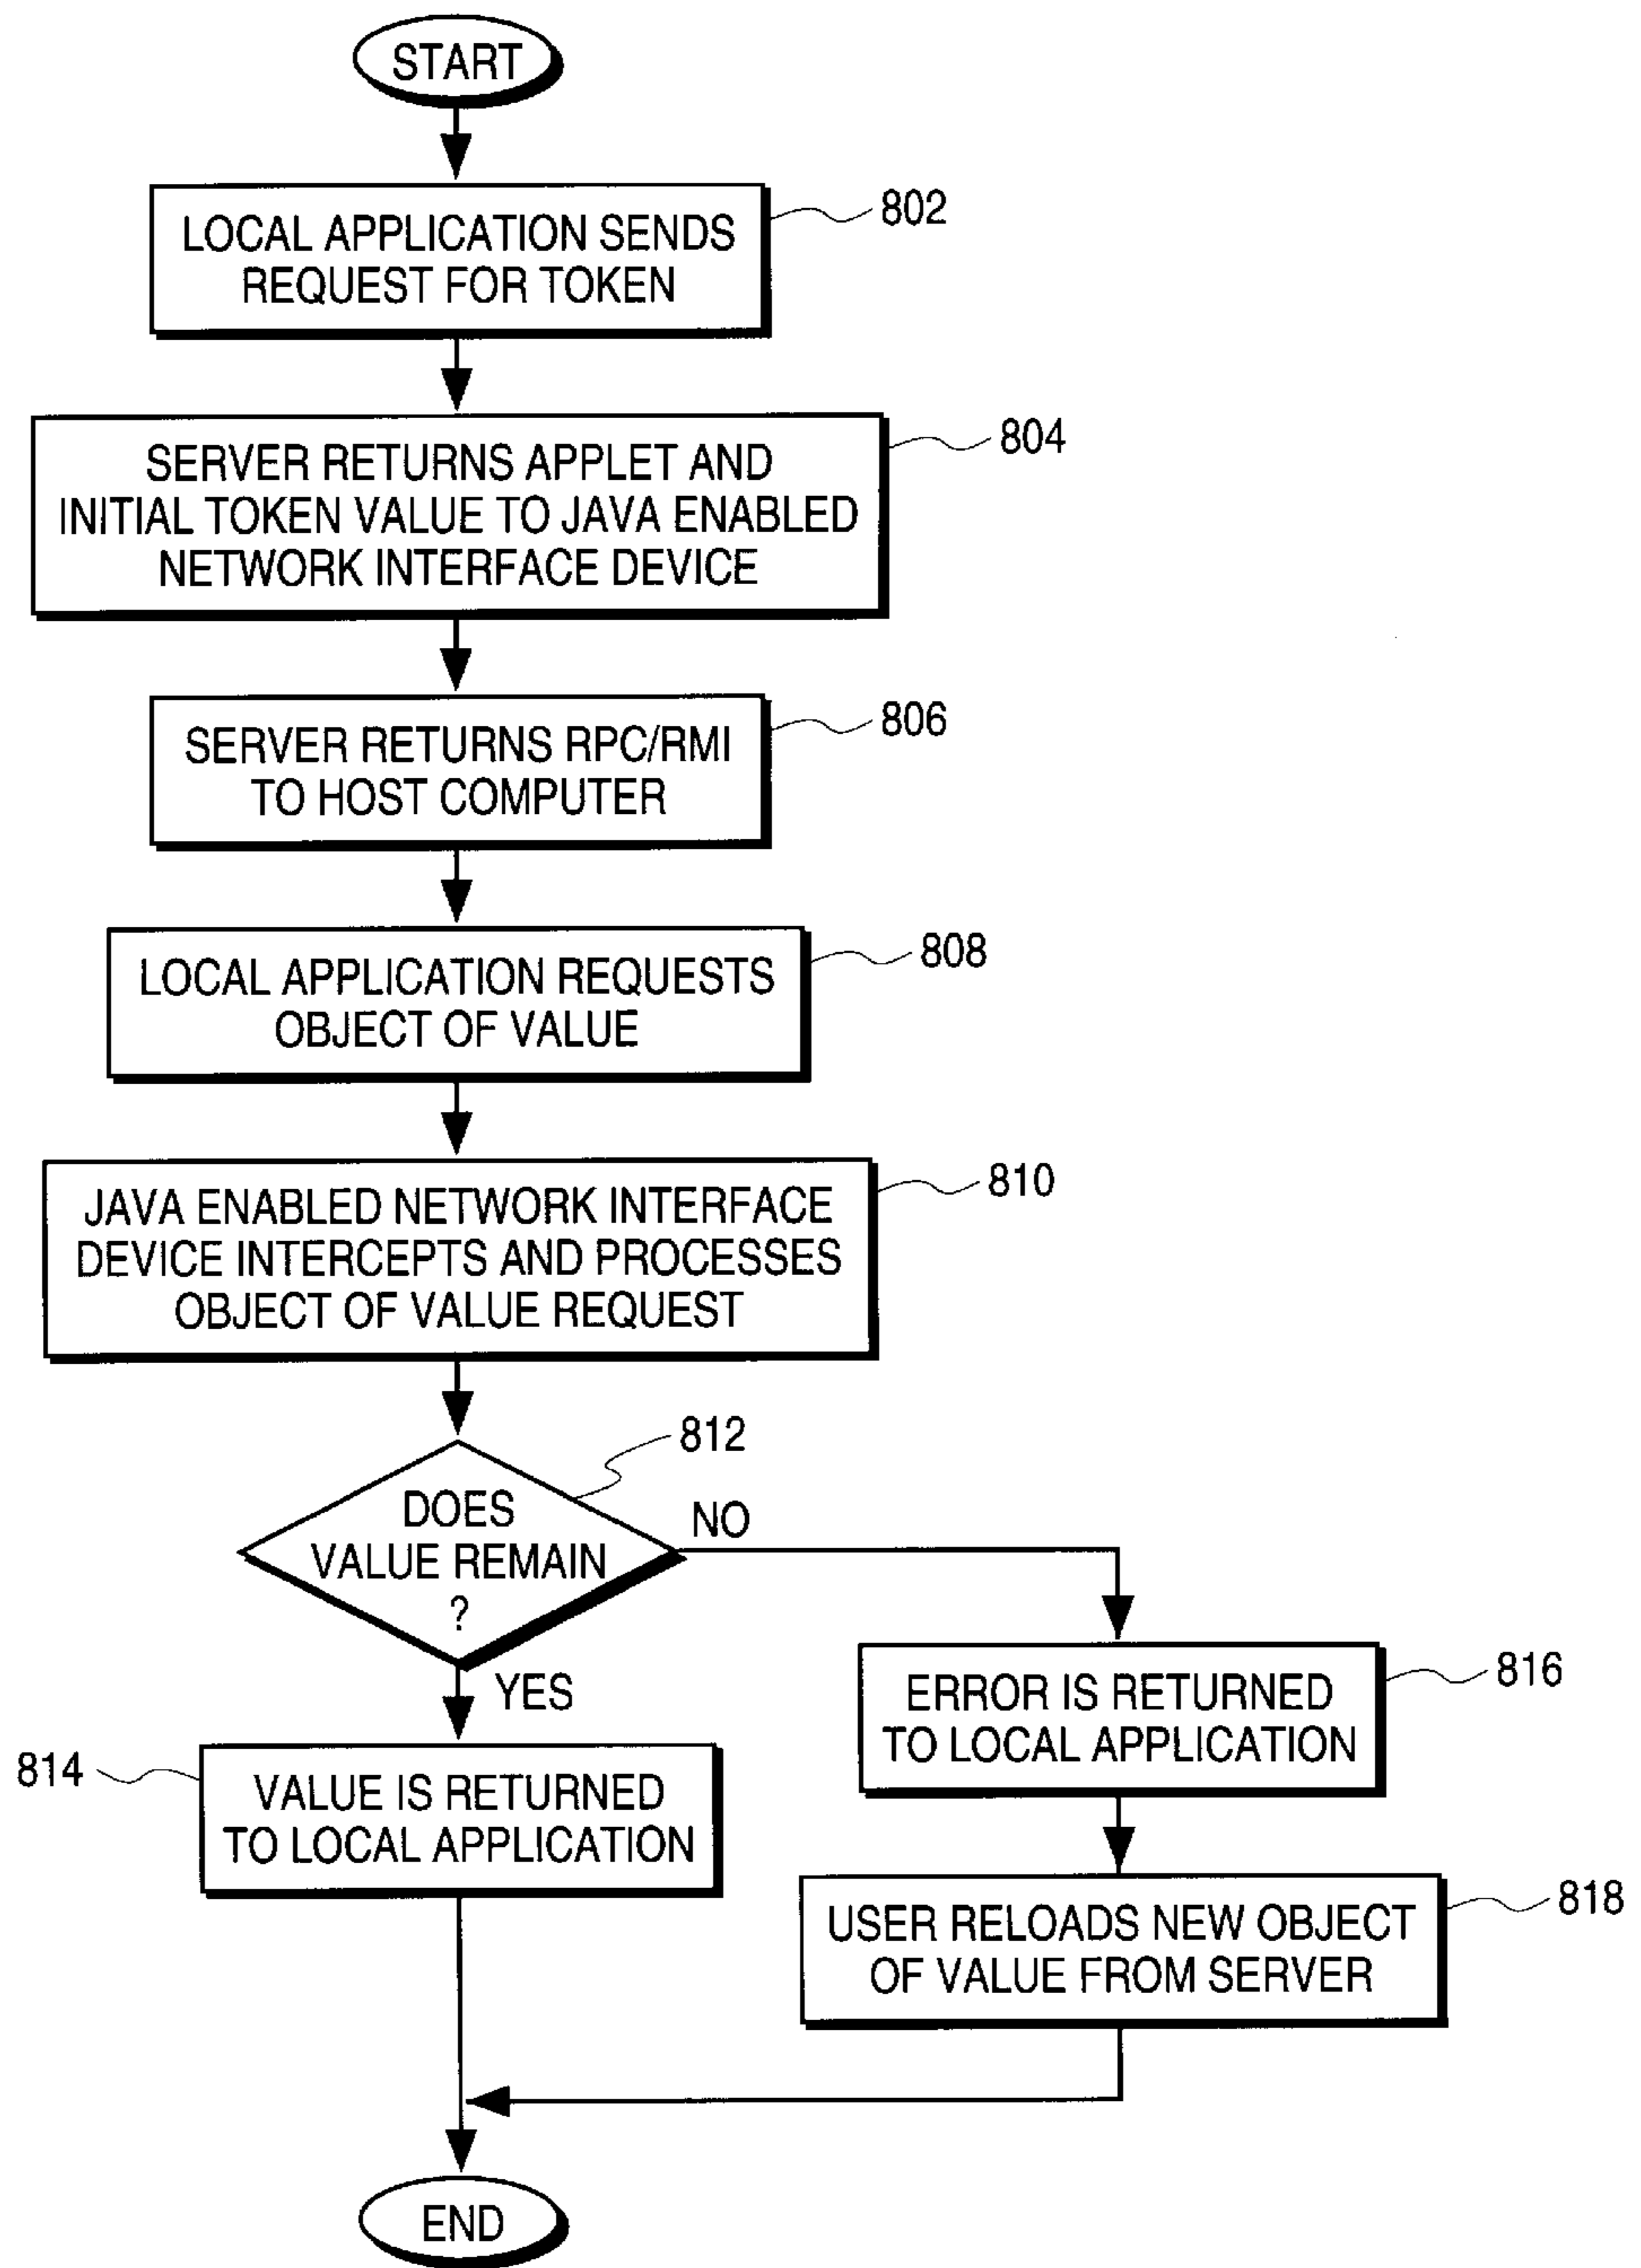 START
LOCAL APPLICATION SENDS
REQUEST FOR TOKEN
802
SERVER RETURNS APPLET AND
INITIAL TOKEN VALUE TO JAVA ENABLED
NETWORK INTERFACE DEVICE
804
SERVER RETURNS RPC/RMI
TO HOST COMPUTER
806
LOCAL APPLICATION REQUESTS
OBJECT OF VALUE
808
JAVA ENABLED NETWORK INTERFACE
DEVICE INTERCEPTS AND PROCESSES
OBJECT OF VALUE REQUEST
810
812
DOES
VALUE REMAIN
?
NO
YES
814
VALUE IS RETURNED
TO LOCAL APPLICATION
ERROR IS RETURNED
TO LOCAL APPLICATION
816
USER RELOADS NEW OBJECT
OF VALUE FROM SERVER
818
END